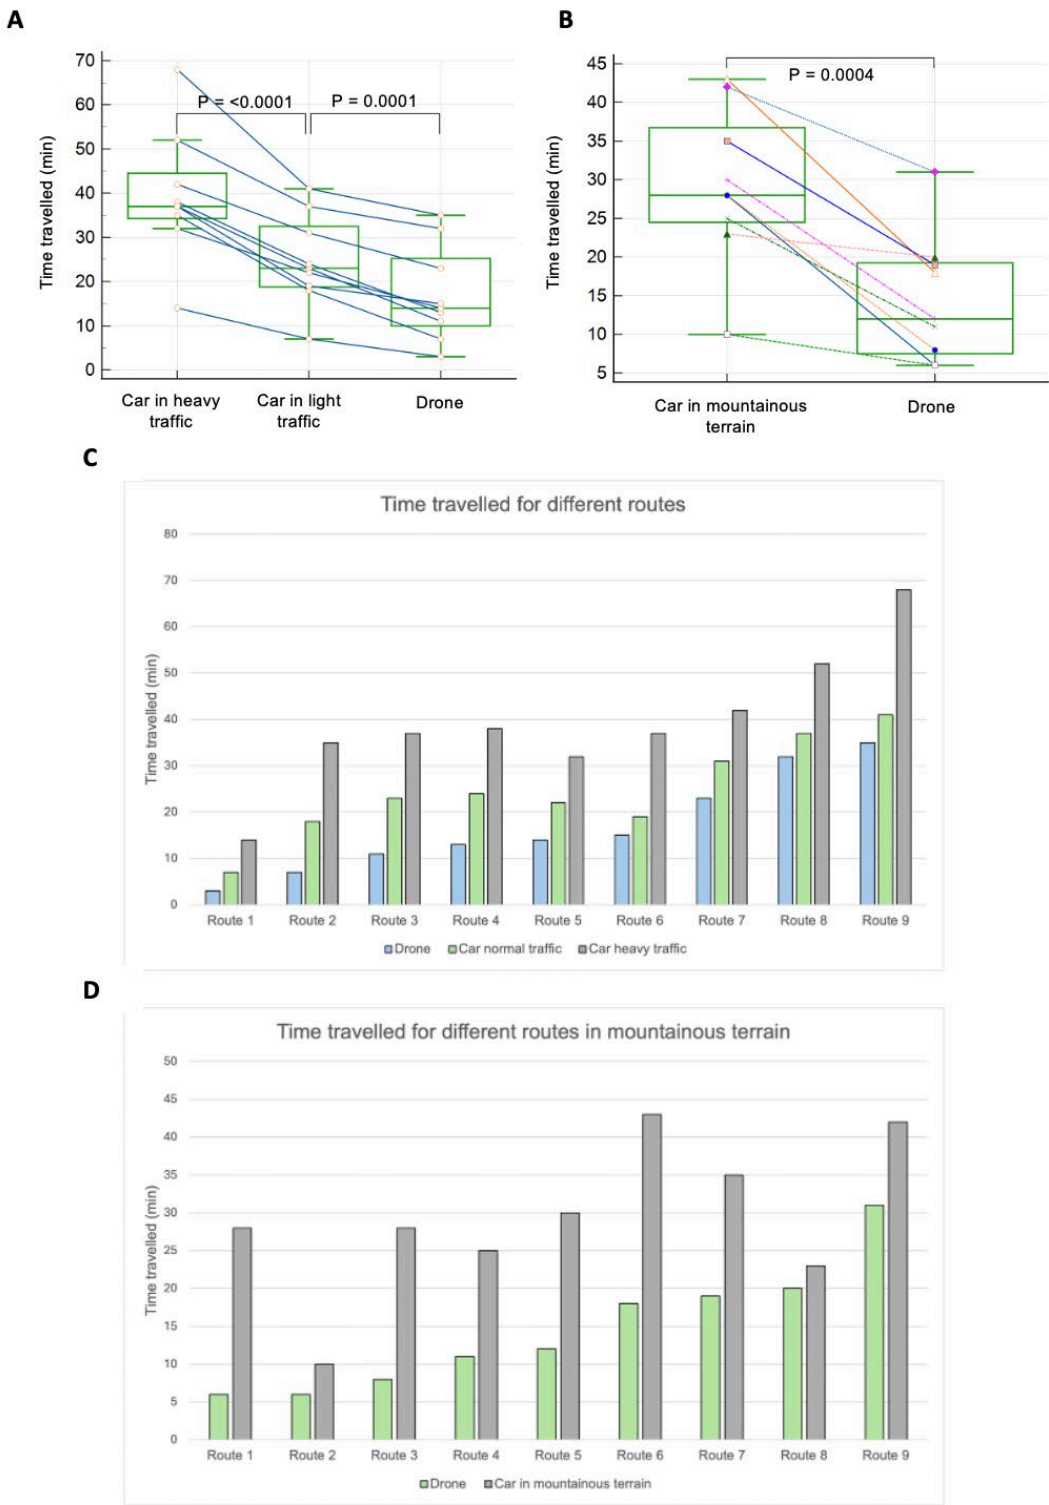 A
70
60
50
40
30
20
10
0
Time travelled (min)
P = <0.0001
P = 0.0001
Car in heavy
traffic
Car in light
traffic
Drone
B
45
40
35
30
25
20
15
10
5
Time travelled (min)
P = 0.0004
Car in mountainous
terrain
Drone
C
Time travelled for different routes
80
70
60
50
40
30
20
10
0
Time travelled (min)
Route 1 Route 2 Route 3 Route 4 Route 5 Route 6 Route 7 Route 8 Route 9
Drone Car normal traffic Car heavy traffic
D
Time travelled for different routes in mountainous terrain
50
45
40
35
30
25
20
15
10
5
0
Time travelled (min)
Route 1 Route 2 Route 3 Route 4 Route 5 Route 6 Route 7 Route 8 Route 9
Drone Car in mountainous terrain